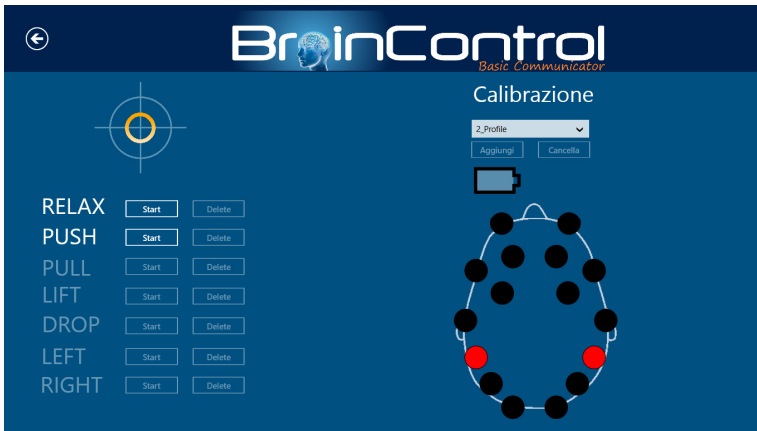 BrainControl
Basic Communicator
Calibrazione
2_Profile
Aggiungi Cancella
RELAX Start Delete
PUSH Start Delete
PULL Start Delete
LIFT Start Delete
DROP Start Delete
LEFT Start Delete
RIGHT Start Delete